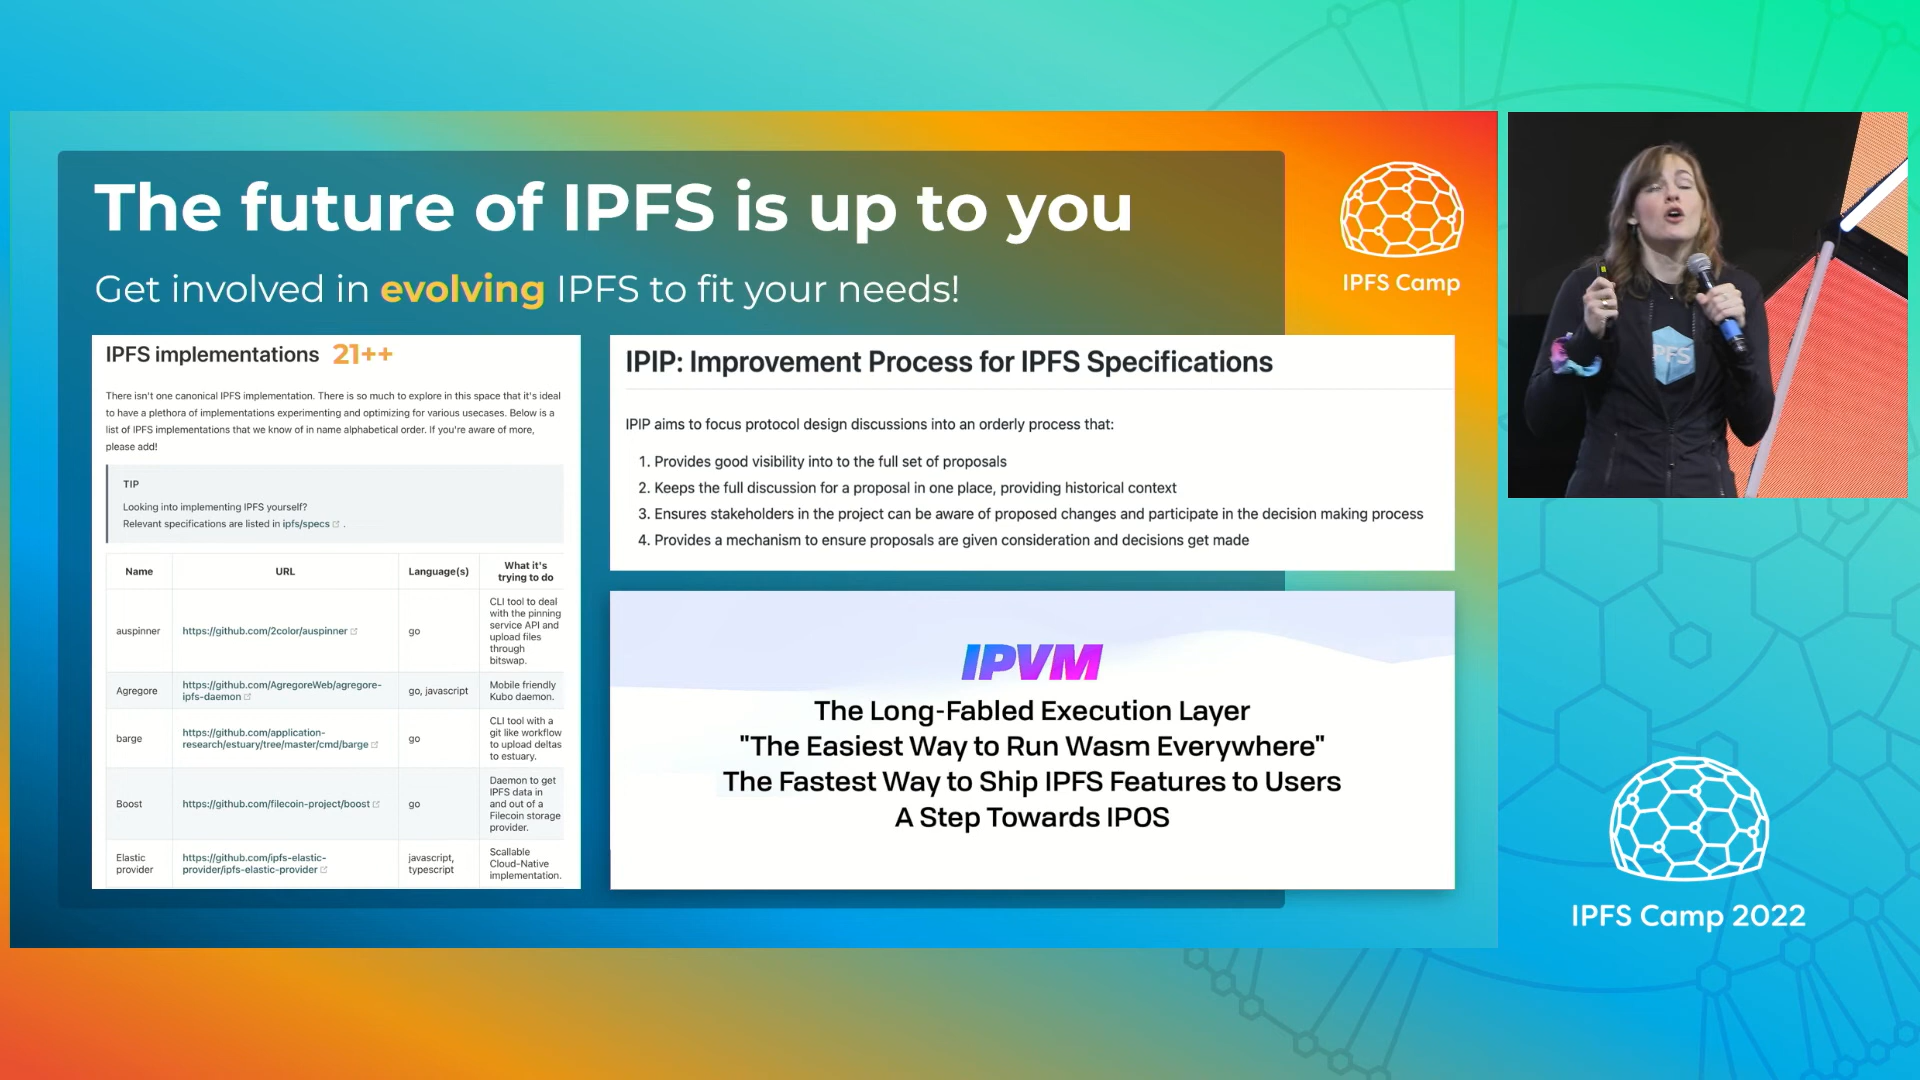 The future of IPFS is up to you
Get involved in evolving IPFS to fit your needs!
IPFS Camp
IPFS implementations 21++
There isn't one canonical IPFS implementation. There is so much to explore in this space that it's ideal
to have a plethora of implementations experimenting and optimizing for various usecases. Below is a
list of IPFS implementations that we know of in name alphabetical order. If you're aware of more,
please add!
TIP
Looking into implementing IPFS yourself?
Relevant specifications are listed in ipfs/specs .
Name URL Language(s) What it's
trying to do
auspinner https://github.com/2color/auspinner go CLI tool to deal
with the pinning
service API and
upload files
through
bitswap.
Agregore https://github.com/AgregoreWeb/agregore-
ipfs-daemon go, javascript Mobile friendly
Kubo daemon.
barge https://github.com/application-
research/estuary/tree/master/cmd/barge go CLI tool with a
git like workflow
to upload deltas
to estuary.
Boost https://github.com/filecoin-project/boost go Daemon to get
IPFS data in
and out of a
Filecoin storage
provider.
Elastic
provider https://github.com/ipfs-elastic-
provider/ipfs-elastic-provider javascript,
typescript Scallable
Cloud-Native
implementation.
IPIP: Improvement Process for IPFS Specifications
IPIP aims to focus protocol design discussions into an orderly process that:
1. Provides good visibility into to the full set of proposals
2. Keeps the full discussion for a proposal in one place, providing historical context
3. Ensures stakeholders in the project can be aware of proposed changes and participate in the decision making process
4. Provides a mechanism to ensure proposals are given consideration and decisions get made
IPVM
The Long-Fabled Execution Layer
"The Easiest Way to Run Wasm Everywhere"
The Fastest Way to Ship IPFS Features to Users
A Step Towards IPOS
IPFS
IPFS Camp 2022